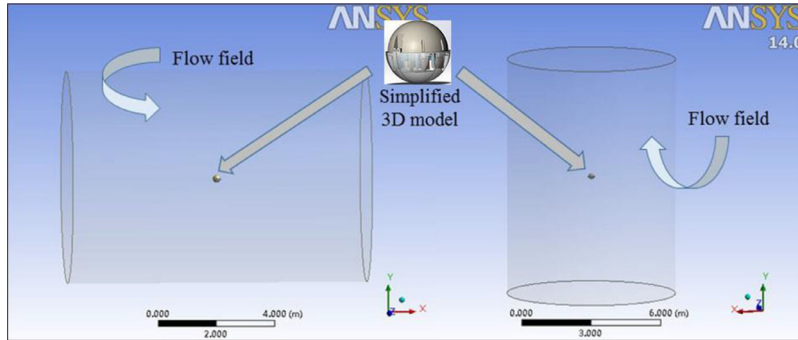 ANSYS
Flow field
Simplified
3D model
Y
X
Z
0.000
4.000 (m)
2.000
ANSYS
14.0
Flow field
Y
X
Z
0.000
6.000 (m)
3.000